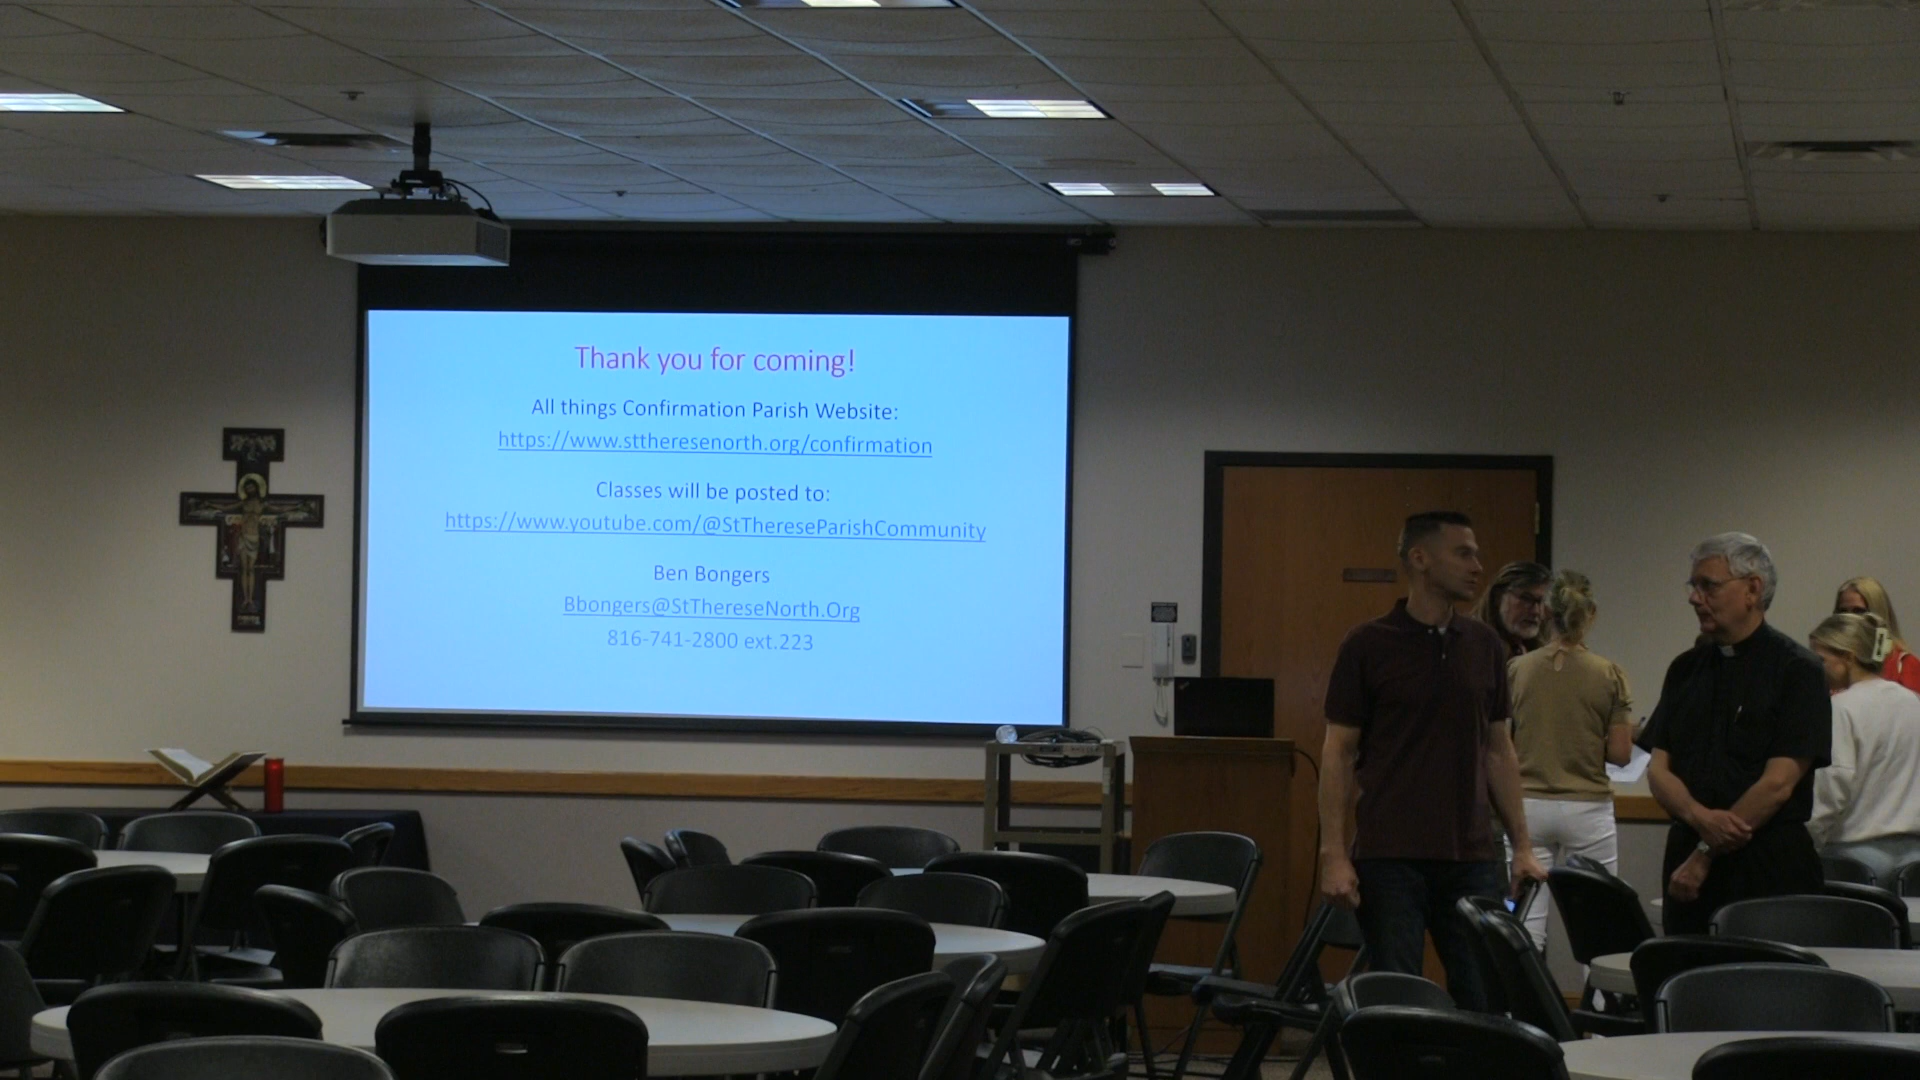 Thank you for coming!
All things Confirmation Parish Website:
https://www.sttheresenorth.org/confirmation
Classes will be posted to:
https://www.youtube.com/@StThereseParishCommunity
Ben Bongers
Bbongers@StThereseNorth.Org
816-741-2800 ext.223